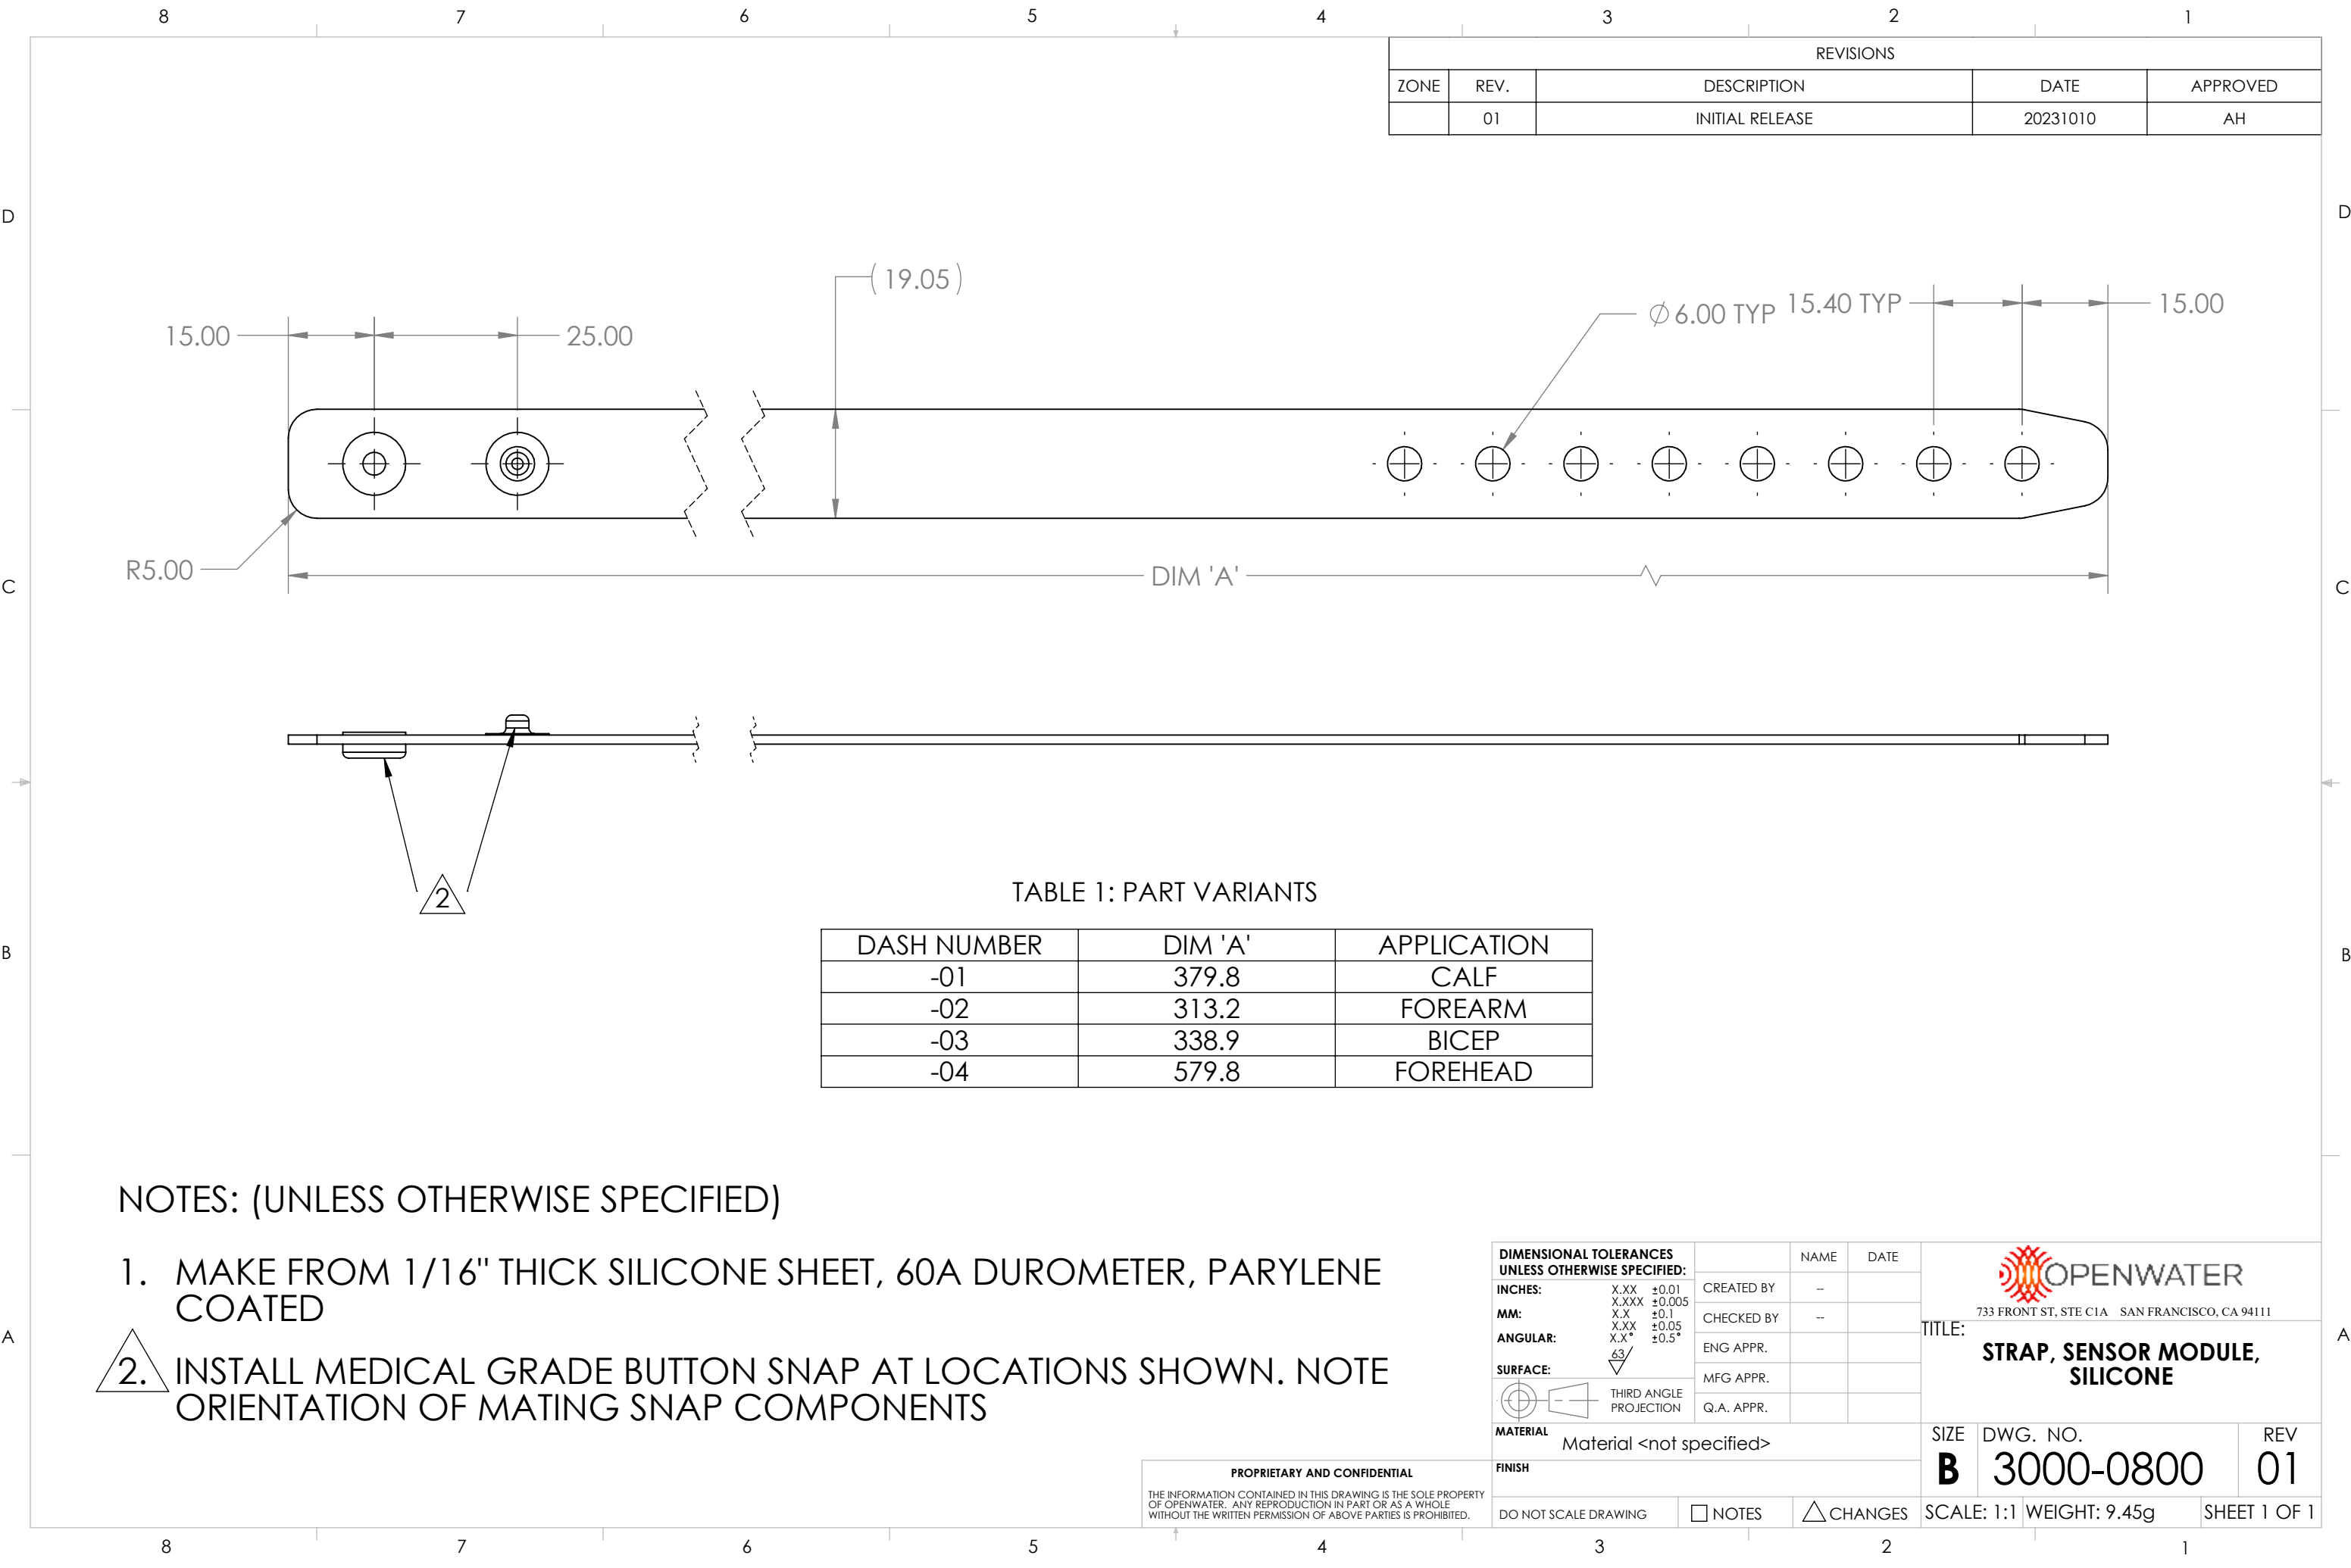 8 7 6 5 4 3 2 1
REVISIONS
ZONE REV. DESCRIPTION DATE APPROVED
01 INITIAL RELEASE 20231010 AH
D D
(19.05)
15.00 25.00
Ø6.00 TYP 15.40 TYP 15.00
R5.00
DIM 'A'
C C
2
TABLE 1: PART VARIANTS
DASH NUMBER DIM 'A' APPLICATION
-01 379.8 CALF
-02 313.2 FOREARM
-03 338.9 BICEP
-04 579.8 FOREHEAD
B B
NOTES: (UNLESS OTHERWISE SPECIFIED)
1. MAKE FROM 1/16" THICK SILICONE SHEET, 60A DUROMETER, PARYLENE
COATED
2. INSTALL MEDICAL GRADE BUTTON SNAP AT LOCATIONS SHOWN. NOTE
ORIENTATION OF MATING SNAP COMPONENTS
A A
PROPRIETARY AND CONFIDENTIAL
THE INFORMATION CONTAINED IN THIS DRAWING IS THE SOLE PROPERTY
OF OPENWATER. ANY REPRODUCTION IN PART OR AS A WHOLE
WITHOUT THE WRITTEN PERMISSION OF ABOVE PARTIES IS PROHIBITED.
DIMENSIONAL TOLERANCES
UNLESS OTHERWISE SPECIFIED:
INCHES: X.XX ±0.01
X.XXX ±0.005
MM: X.X ±0.1
X.XX ±0.05
ANGULAR: X.X° ±0.5°
63
SURFACE:
THIRD ANGLE
PROJECTION
NAME DATE
CREATED BY --
CHECKED BY --
ENG APPR.
MFG APPR.
Q.A. APPR.
MATERIAL
Material <not specified>
FINISH
DO NOT SCALE DRAWING NOTES CHANGES
OPENWATER
733 FRONT ST, STE C1A SAN FRANCISCO, CA 94111
TITLE:
STRAP, SENSOR MODULE,
SILICONE
SIZE DWG. NO. REV
B 3000-0800 01
SCALE: 1:1 WEIGHT: 9.45g SHEET 1 OF 1
8 7 6 5 4 3 2 1